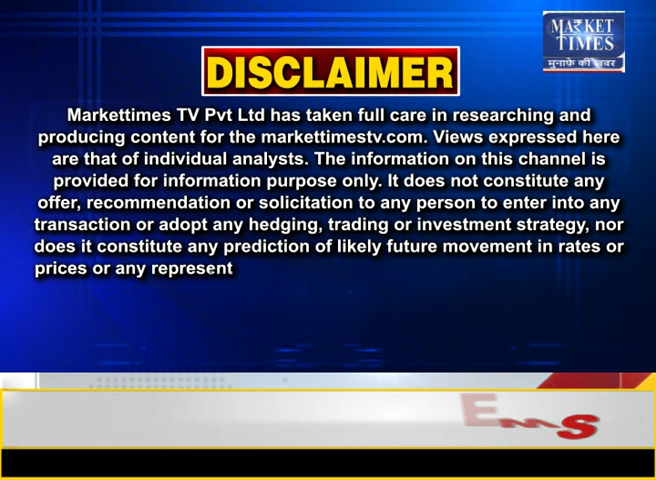 MA₹KET
TIMES
मुनाफे की खबर
DISCLAIMER
Markettimes TV Pvt Ltd has taken full care in researching and
producing content for the markettimestv.com. Views expressed here
are that of individual analysts. The information on this channel is
provided for information purpose only. It does not constitute any
offer, recommendation or solicitation to any person to enter into any
transaction or adopt any hedging, trading or investment strategy, nor
does it constitute any prediction of likely future movement in rates or
prices or any represent
EMS